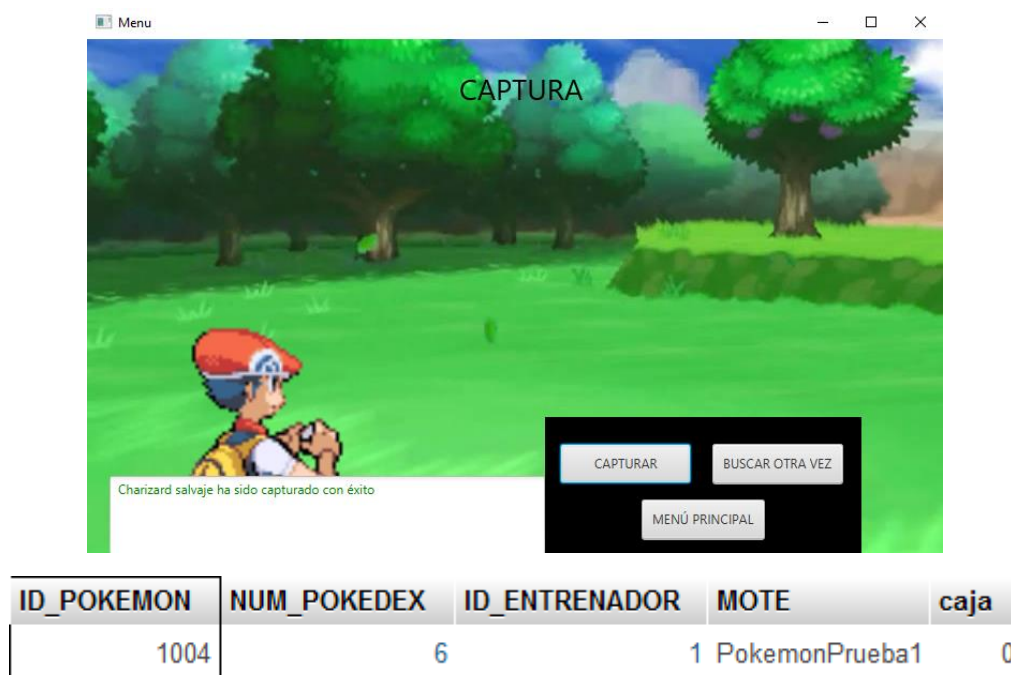 Menu
CAPTURA
CAPTURAR BUSCAR OTRA VEZ
Charizard salvaje ha sido capturado con éxito
MENÚ PRINCIPAL
ID_POKEMON NUM_POKEDEX ID_ENTRENADOR MOTE caja
1004 6 1 PokemonPrueba1 0